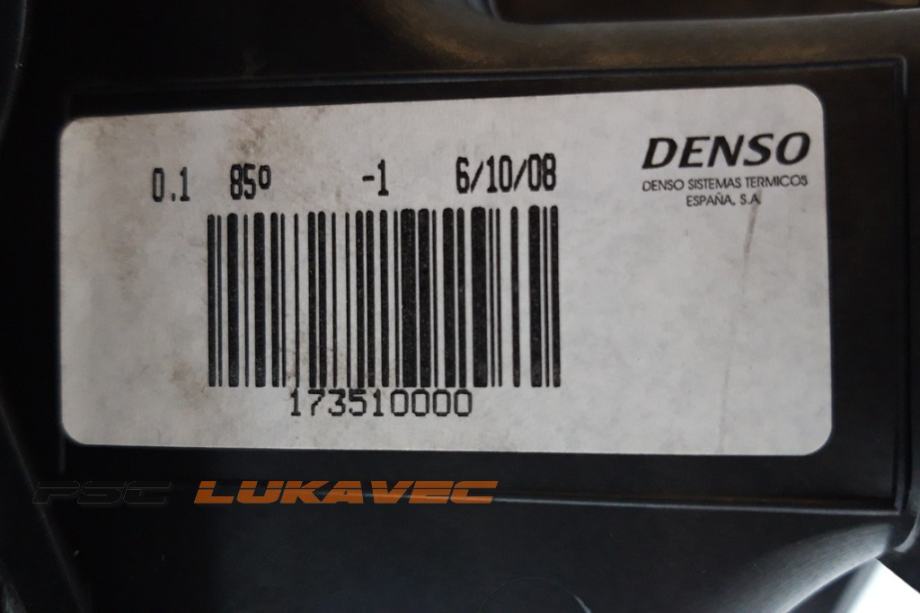 DENSO
DENSO SISTEMAS TERMICOS
ESPAÑA, S.A.
0.1 85º -1 6/10/08
173510000
PSC LUKAVEC